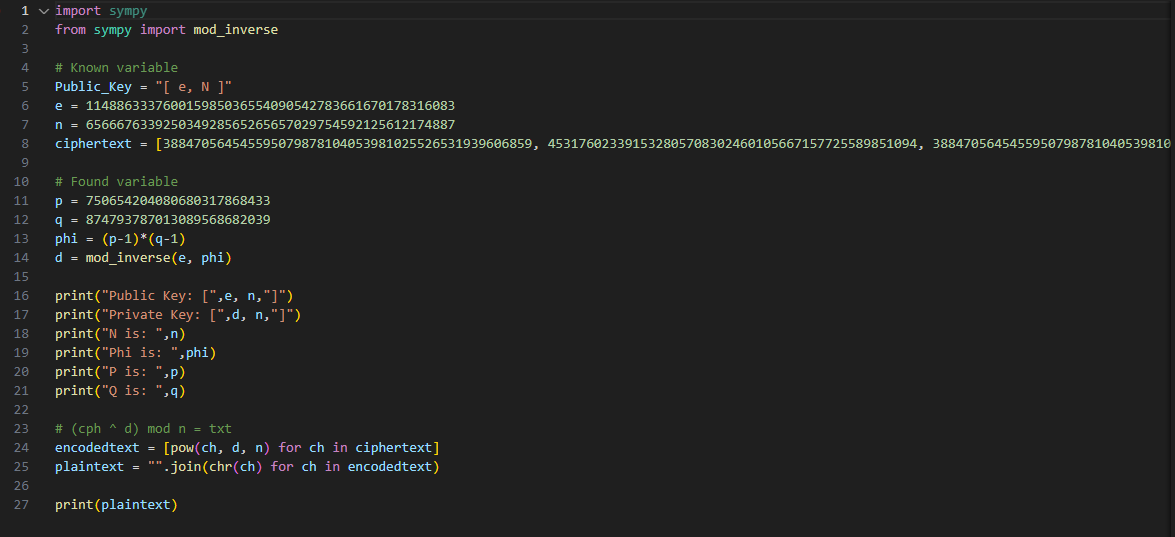 1 import sympy
2 from sympy import mod_inverse
3
4 # Known variable
5 Public_Key = "[ e, N ]"
6 e = 114886333760015985036554090542783661670178316083
7 n = 656667633925034928565265657029754592125612174887
8 ciphertext = [388470564545595079878104053981025526531939606859, 453176023391532805708302460105667157725589851094, 3884705645455950798781040539810
9
10 # Found variable
11 p = 750654204080680317868433
12 q = 874793787013089568682039
13 phi = (p-1)*(q-1)
14 d = mod_inverse(e, phi)
15
16 print("Public Key: [",e, n,"]")
17 print("Private Key: [",d, n,"]")
18 print("N is: ",n)
19 print("Phi is: ",phi)
20 print("P is: ",p)
21 print("Q is: ",q)
22
23 # (cph ^ d) mod n = txt
24 encodedtext = [pow(ch, d, n) for ch in ciphertext]
25 plaintext = "".join(chr(ch) for ch in encodedtext)
26
27 print(plaintext)